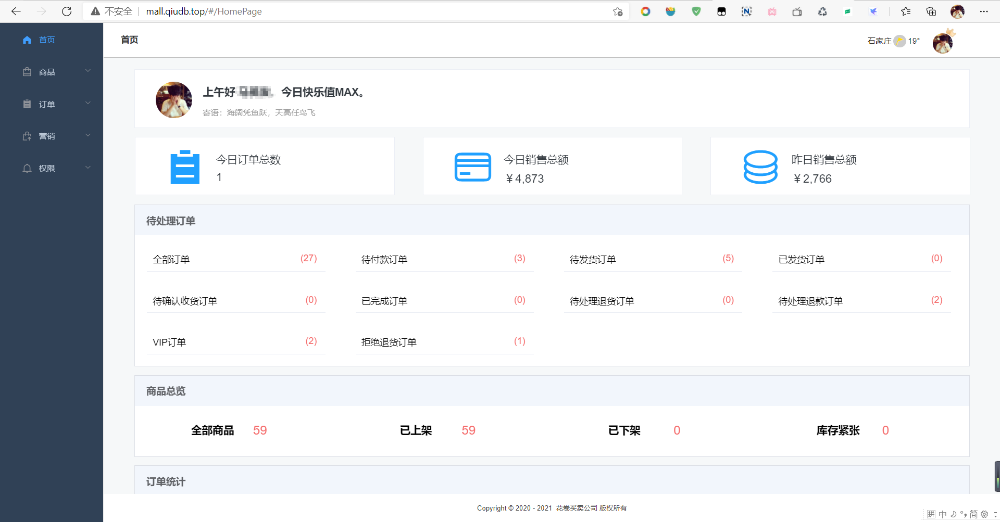 不安全 mall.qiudb.top/#/HomePage
首页
商品
订单
营销
权限
首页
石家庄 19°
上午好 今日快乐值MAX。
寄语：海阔凭鱼跃，天高任鸟飞
今日订单总数
1
今日销售总额
￥4,873
昨日销售总额
￥2,766
待处理订单
全部订单 (27) 待付款订单 (3) 待发货订单 (5) 已发货订单 (0)
待确认收货订单 (0) 已完成订单 (0) 待处理退货订单 (0) 待处理退款订单 (2)
VIP订单 (2) 拒绝退货订单 (1)
商品总览
全部商品 59 已上架 59 已下架 0 库存紧张 0
订单统计
Copyright © 2020 - 2021 花卷买卖公司 版权所有
拼 中 简